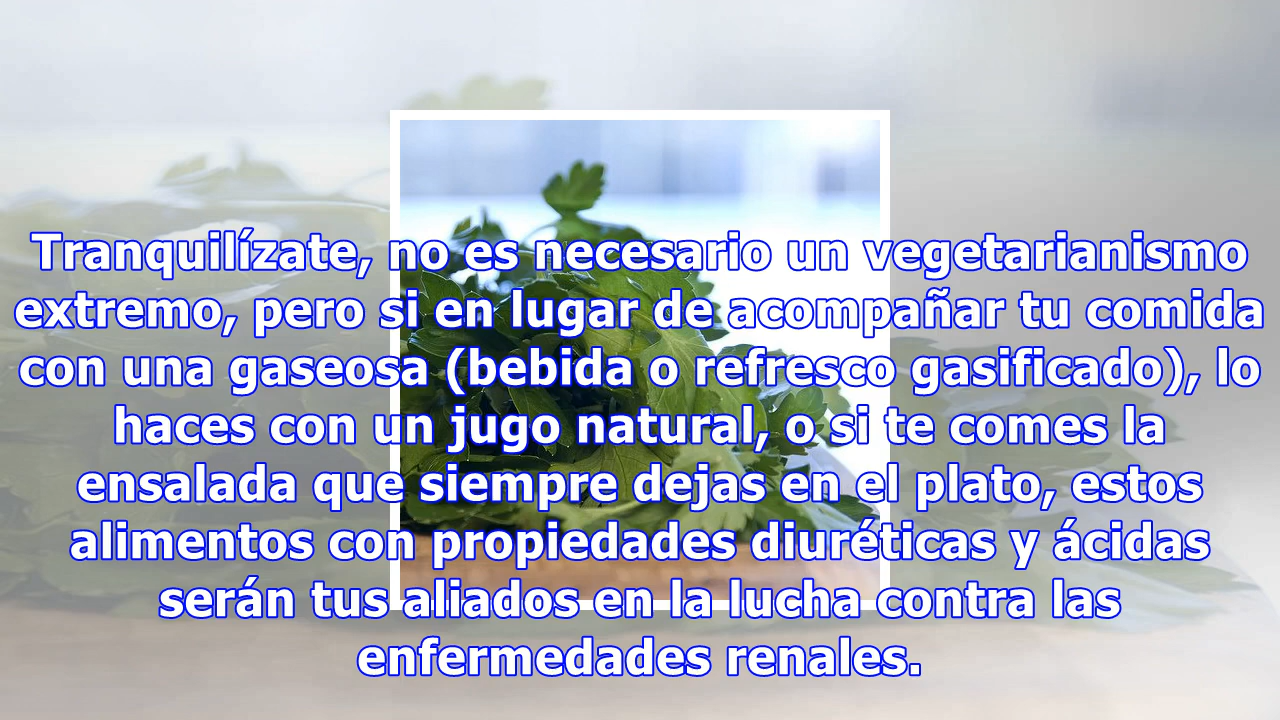 Tranquilízate, no es necesario un vegetarianismo
extremo, pero si en lugar de acompañar tu comida
con una gaseosa (bebida o refresco gasificado), lo
haces con un jugo natural, o si te comes la
ensalada que siempre dejas en el plato, estos
alimentos con propiedades diuréticas y ácidas
serán tus aliados en la lucha contra las
enfermedades renales.